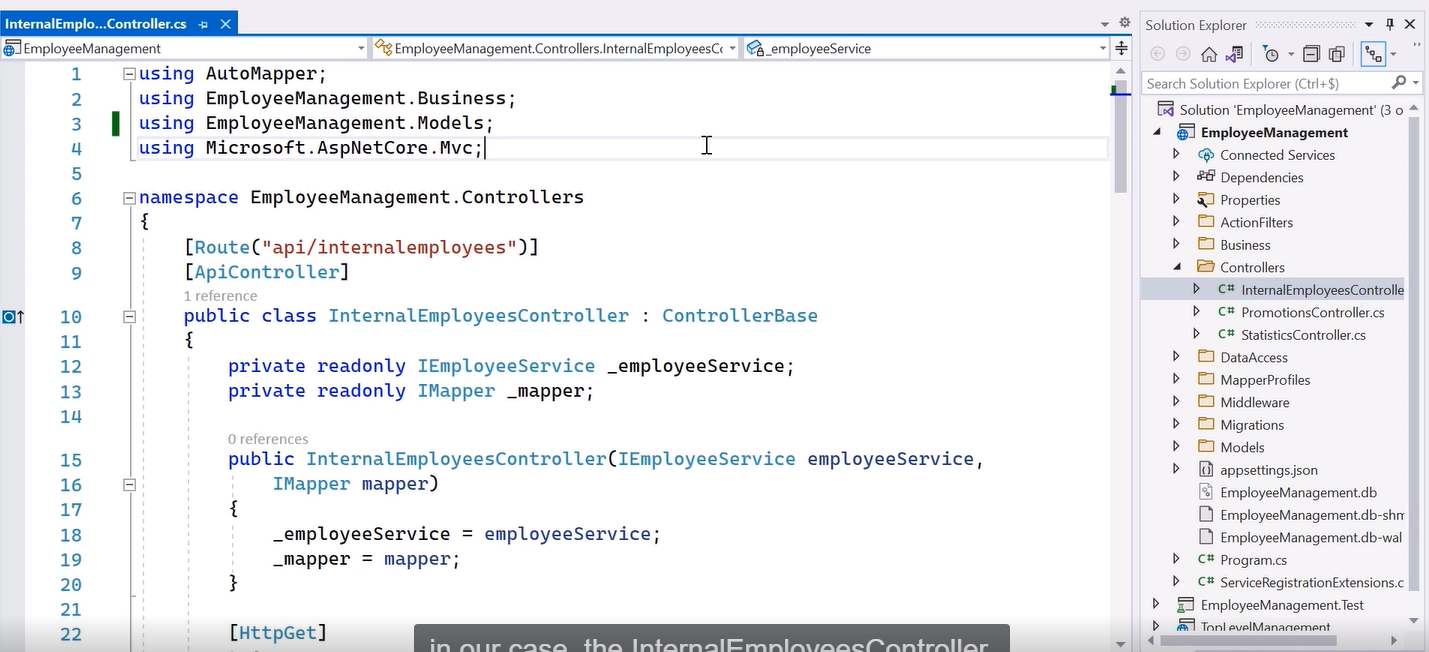 InternalEmplo...Controller.cs
EmployeeManagement
EmployeeManagement.Controllers.InternalEmployeesCc
_employeeService
1 using AutoMapper;
2 using EmployeeManagement.Business;
3 using EmployeeManagement.Models;
4 using Microsoft.AspNetCore.Mvc;
5
6 namespace EmployeeManagement.Controllers
7 {
8 [Route("api/internalemployees")]
9 [ApiController]
1 reference
10 public class InternalEmployeesController : ControllerBase
11 {
12 private readonly IEmployeeService _employeeService;
13 private readonly IMapper _mapper;
14
0 references
15 public InternalEmployeesController(IEmployeeService employeeService,
16 IMapper mapper)
17 {
18 _employeeService = employeeService;
19 _mapper = mapper;
20 }
21
22 [HttpGet]
in our case, the InternalEmployeesController
Solution Explorer
Search Solution Explorer (Ctrl+$)
Solution 'EmployeeManagement' (3 o
EmployeeManagement
Connected Services
Dependencies
Properties
ActionFilters
Business
Controllers
C# InternalEmployeesControlle
C# PromotionsController.cs
C# StatisticsController.cs
DataAccess
MapperProfiles
Middleware
Migrations
Models
appsettings.json
EmployeeManagement.db
EmployeeManagement.db-shm
EmployeeManagement.db-wal
C# Program.cs
C# ServiceRegistrationExtensions.c
EmployeeManagement.Test
TopLevelManagement